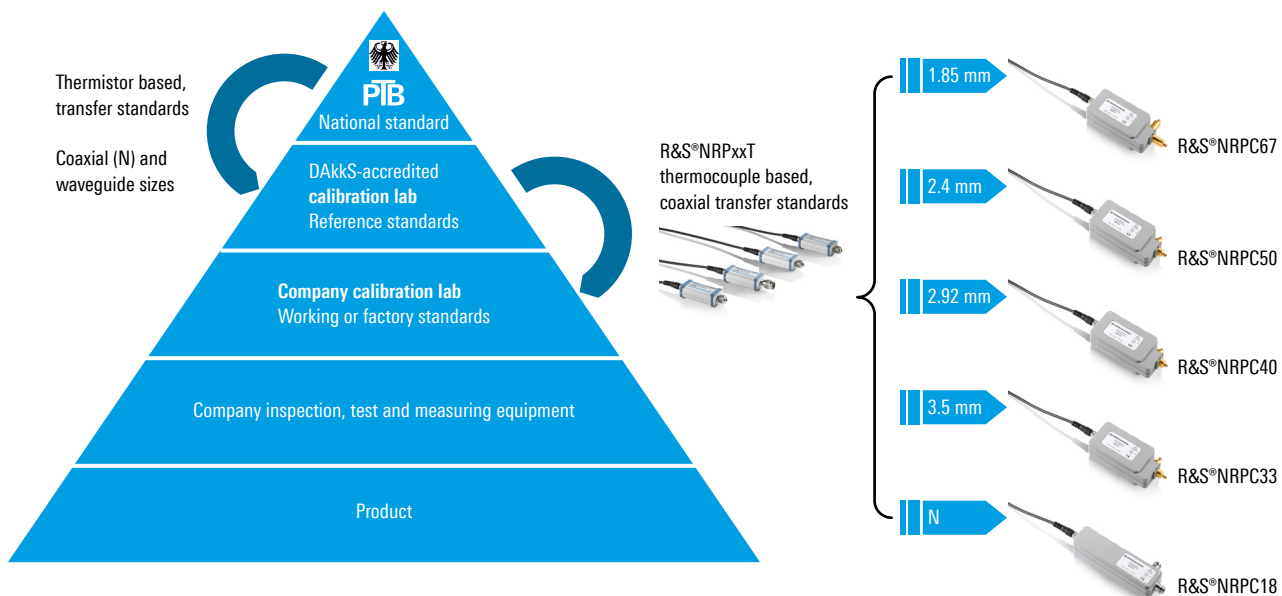 Thermistor based,
transfer standards
Coaxial (N) and
waveguide sizes
PTB
National standard
DAkkS-accredited
calibration lab
Reference standards
Company calibration lab
Working or factory standards
Company inspection, test and measuring equipment
Product
R&S®NRPxxT
thermocouple based,
coaxial transfer standards
1.85 mm
R&S®NRPC67
2.4 mm
R&S®NRPC50
2.92 mm
R&S®NRPC40
3.5 mm
R&S®NRPC33
N
R&S®NRPC18